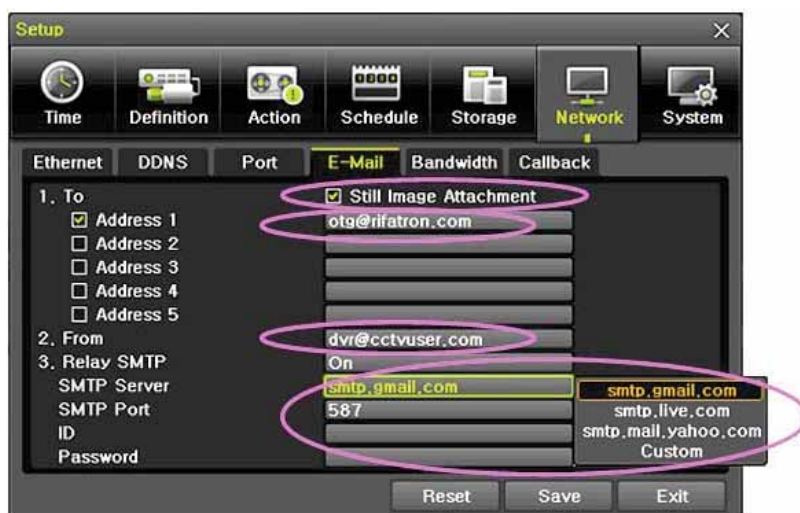 Setup
Time Definition Action Schedule Storage Network System
Ethernet DDNS Port E-Mail Bandwidth Callback
1. To Still Image Attachment
Address 1 otg@rifatron.com
Address 2
Address 3
Address 4
Address 5
2. From dvr@cctvuser.com
3. Relay SMTP On
SMTP Server smtp.gmail.com smtp.gmail.com
SMTP Port 587 smtp.live.com
ID smtp.mail.yahoo.com
Password Custom
Reset Save Exit